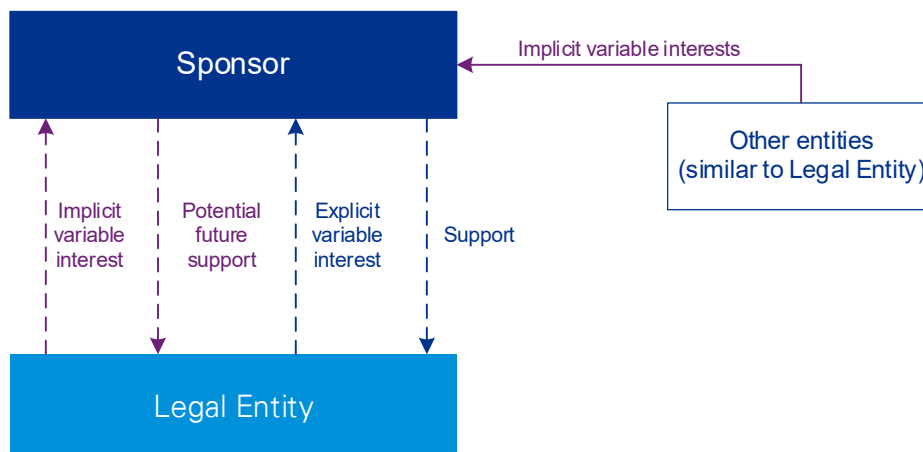 Sponsor
Implicit variable interests
Other entities
(similar to Legal Entity)
Implicit
variable
interest
Potential
future
support
Explicit
variable
interest
Support
Legal Entity